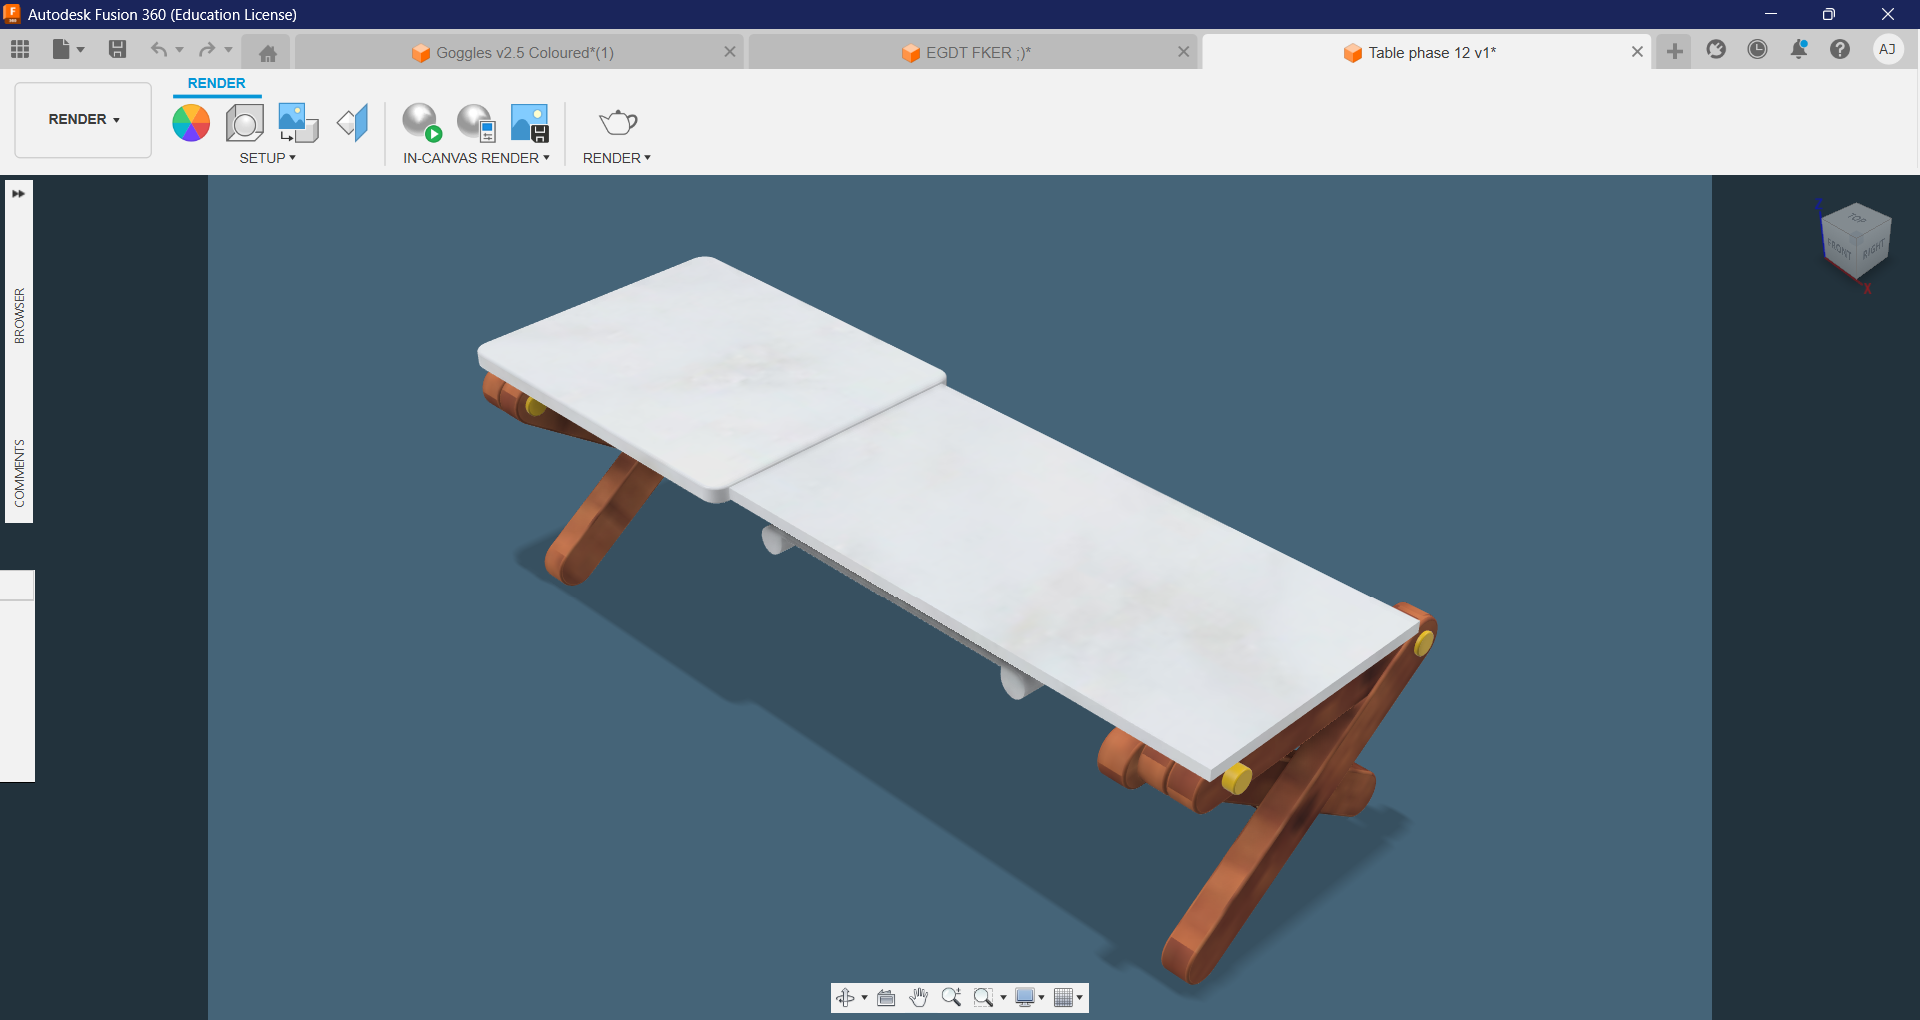 Autodesk Fusion 360 (Education License)
Goggles v2.5 Coloured*(1)
EGDT FKER ;)*
Table phase 12 v1*
AJ
RENDER
RENDER
SETUP
IN-CANVAS RENDER
RENDER
BROWSER
COMMENTS
Z
TOP
FRONT
RIGHT
X